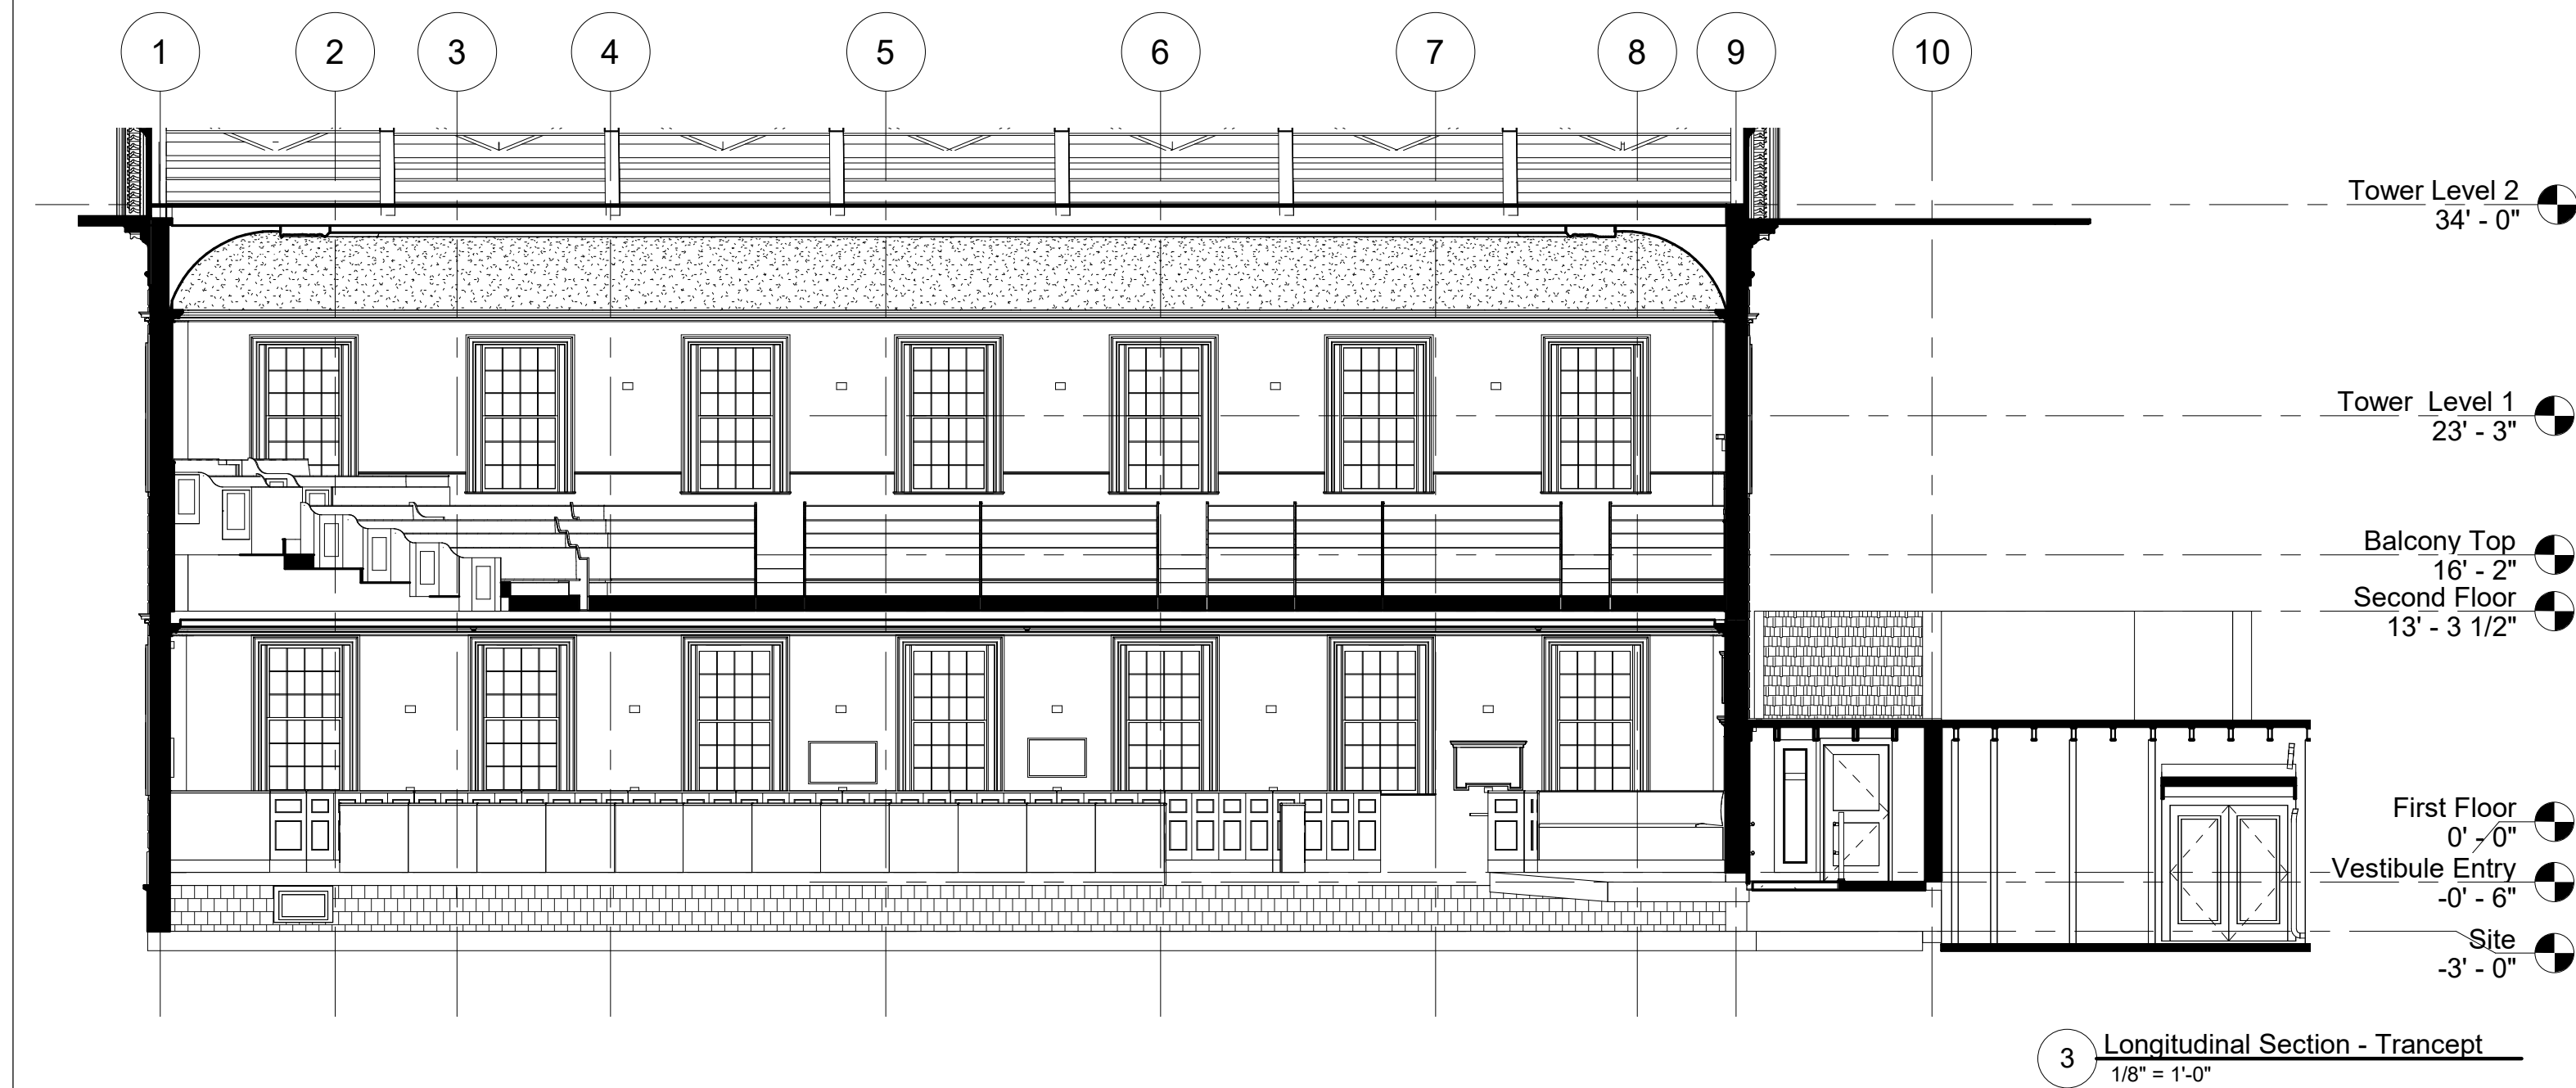 1 2 3 4 5 6 7 8 9 10
Tower Level 2
34' - 0"
Tower Level 1
23' - 3"
Balcony Top
16' - 2"
Second Floor
13' - 3 1/2"
First Floor
0' - 0"
Vestibule Entry
-0' - 6"
Site
-3' - 0"
3 Longitudinal Section - Trancept
1/8" = 1'-0"